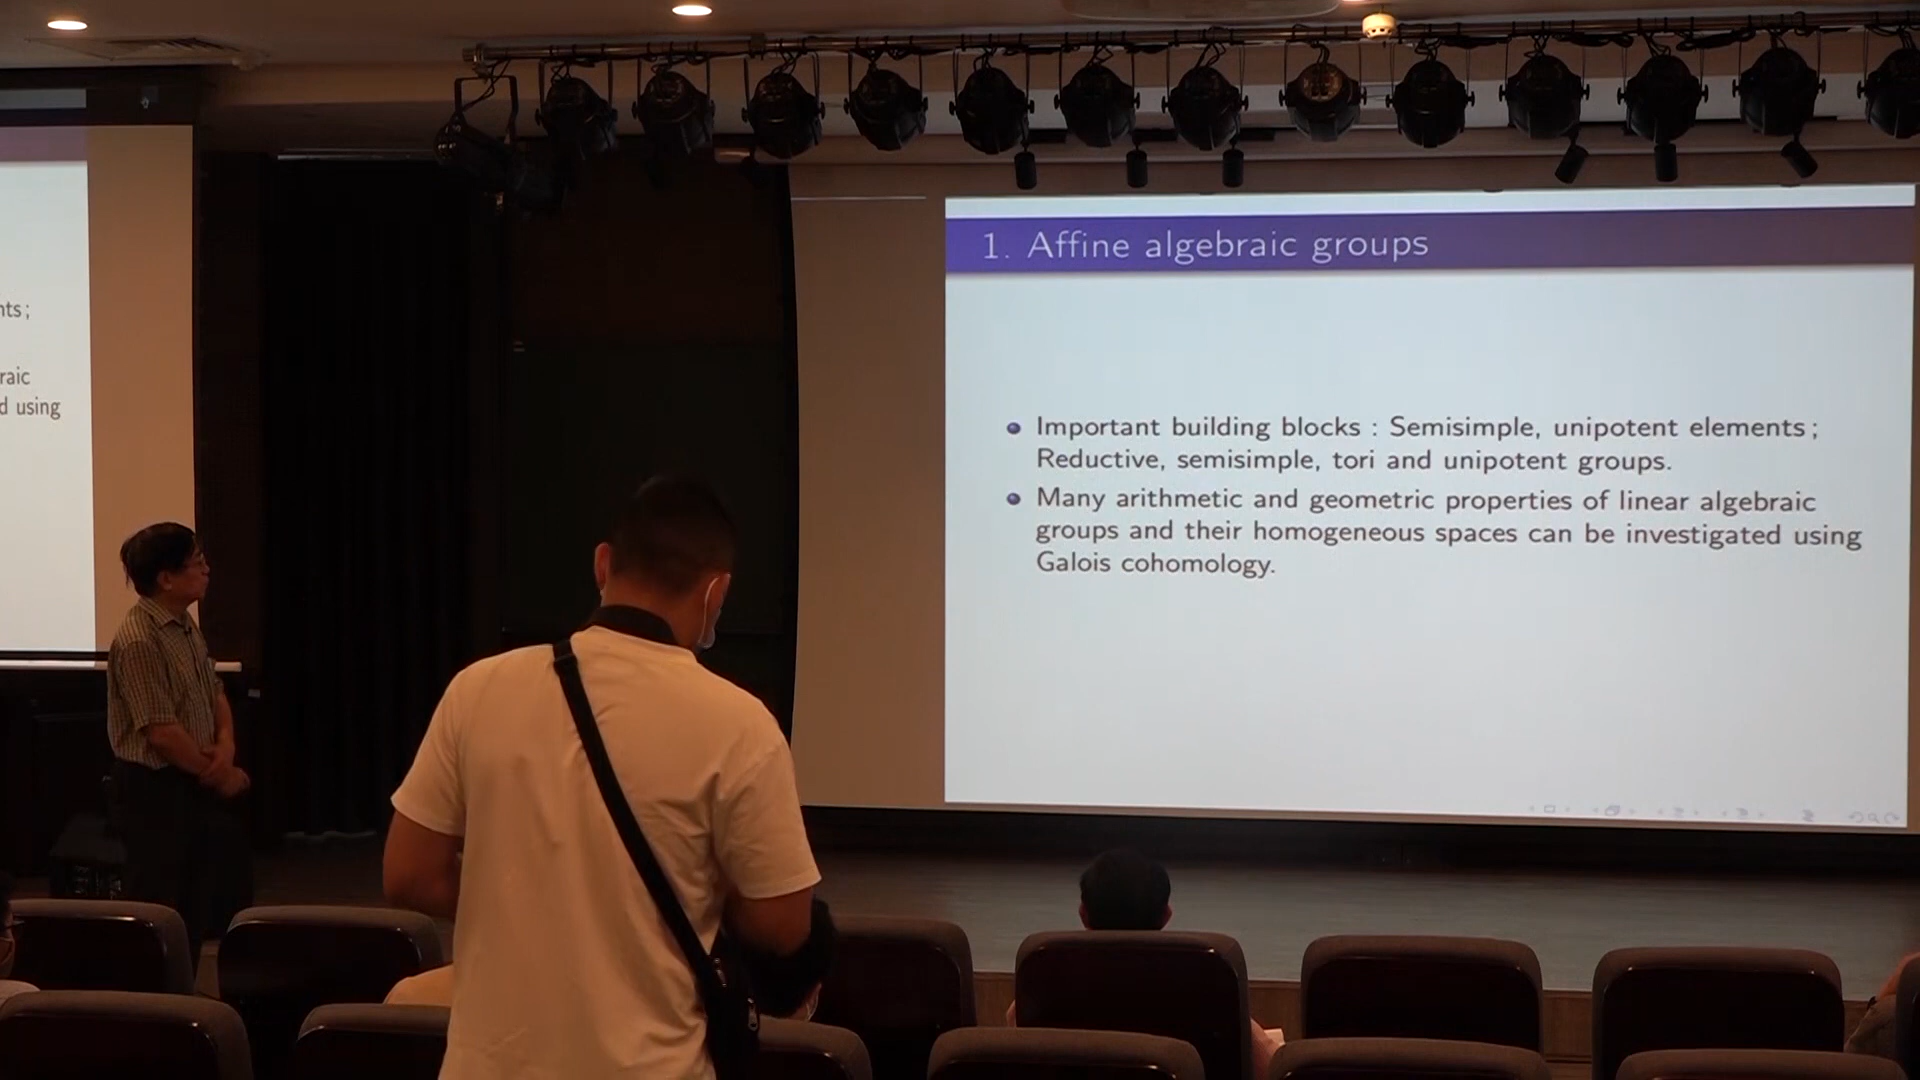 nts ;
raic
d using
1. Affine algebraic groups
Important building blocks : Semisimple, unipotent elements ;
Reductive, semisimple, tori and unipotent groups.
Many arithmetic and geometric properties of linear algebraic
groups and their homogeneous spaces can be investigated using
Galois cohomology.